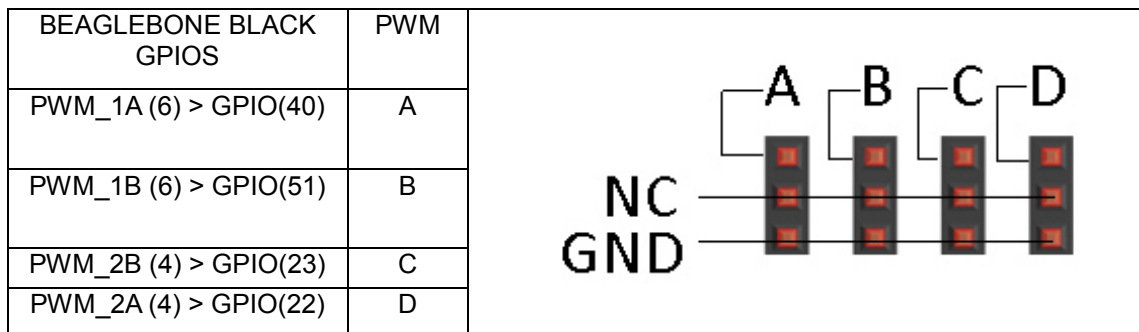 BEAGLEBONE BLACK
GPIOS
PWM
PWM_1A (6) > GPIO(40)
A
PWM_1B (6) > GPIO(51)
B
PWM_2B (4) > GPIO(23)
C
PWM_2A (4) > GPIO(22)
D
A B C D
NC
GND